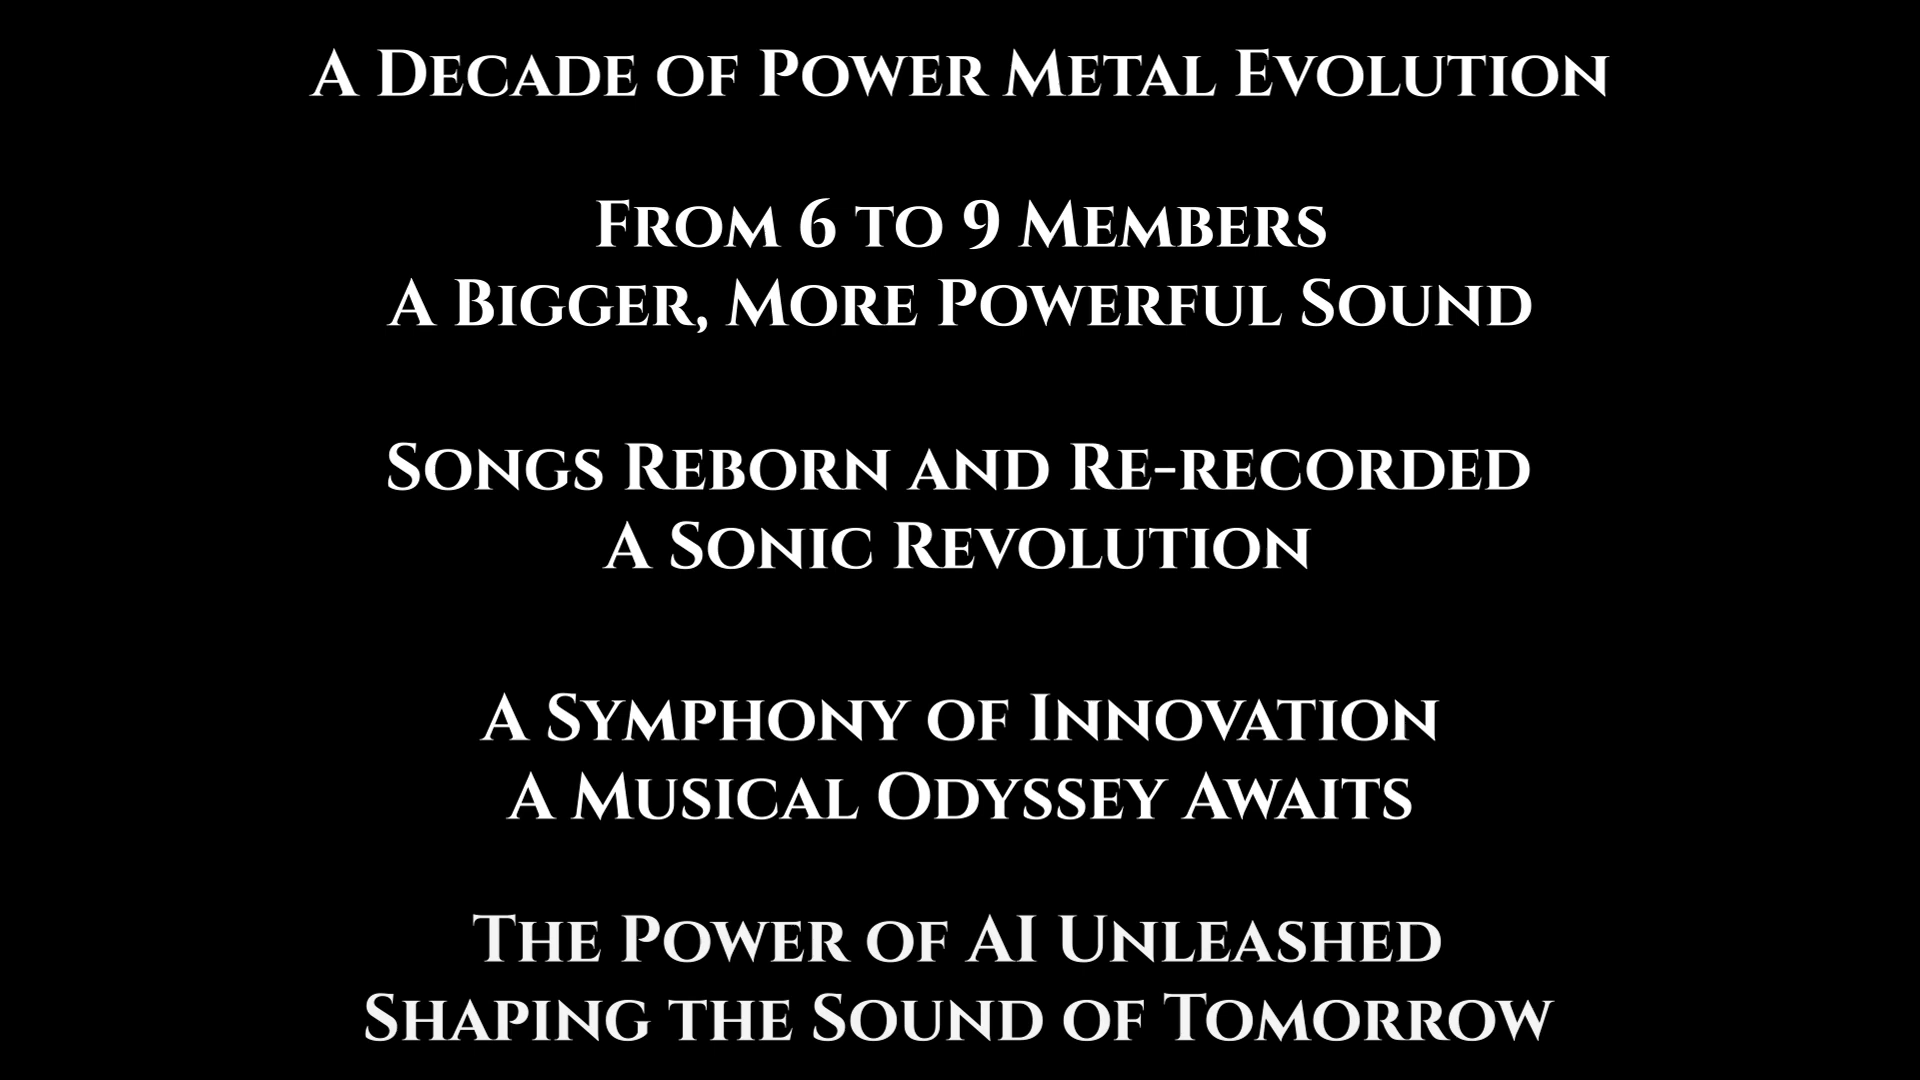 A Decade of Power Metal Evolution
From 6 to 9 Members
A Bigger, More Powerful Sound
Songs Reborn and Re-recorded
A Sonic Revolution
A Symphony of Innovation
A Musical Odyssey Awaits
The Power of AI Unleashed
Shaping the Sound of Tomorrow